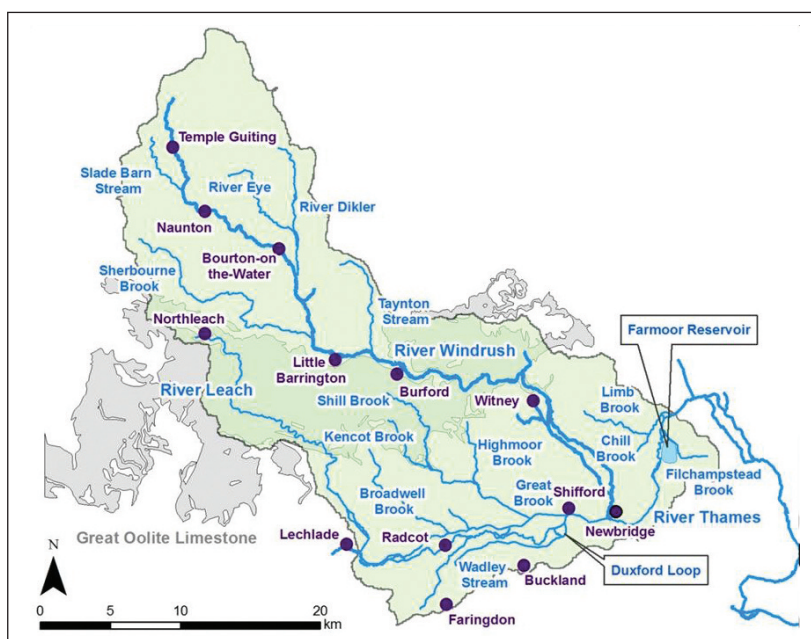 Temple Guiting
Slade Barn
Stream
River Eye
River Dikler
Naunton
Bourton-on
the-Water
Sherbourne
Brook
Taynton
Stream
Northleach
Farmoor Reservoir
River Windrush
Little
Barrington
River Leach
Burford
Limb
Brook
Shill Brook
Witney
Kencot Brook
Highmoor
Brook
Chill
Brook
Filchampstead
Brook
Broadwell
Brook
Great
Brook
Shifford
River Thames
Great Oolite Limestone
Lechlade
Radcot
Newbridge
Wadley
Stream
Buckland
Duxford Loop
N
Faringdon
0 5 10 20
km